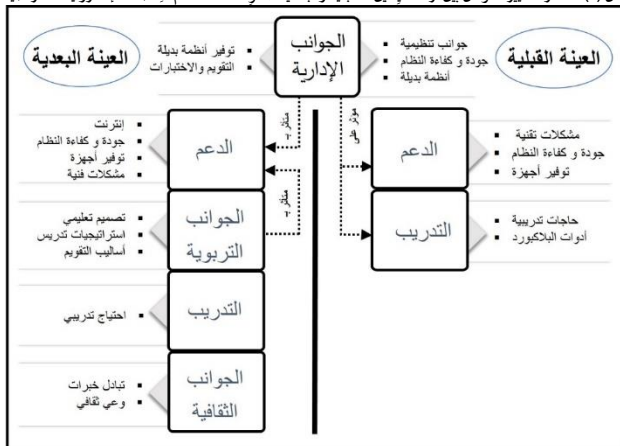 العينة القبلية
جوانب تنظيمية
جودة و كفاءة النظام
أنظمة بديلة
الجوانب
الإدارية
توفير أنظمة بديلة
التقويم والاختبارات
العينة البعدية
مؤثر على
متأثر بـ
مشكلات تقنية
جودة و كفاءة النظام
توفير أجهزة
الدعم
الدعم
إنترنت
جودة و كفاءة النظام
توفير أجهزة
مشكلات فنية
متأثر بـ
حاجات تدريبية
أدوات البلاكبورد
التدريب
الجوانب
التربوية
تصميم تعليمي
استراتيجيات تدريس
أساليب التقويم
التدريب
احتياج تدريبي
الجوانب
الثقافية
تبادل خبرات
وعي ثقافي